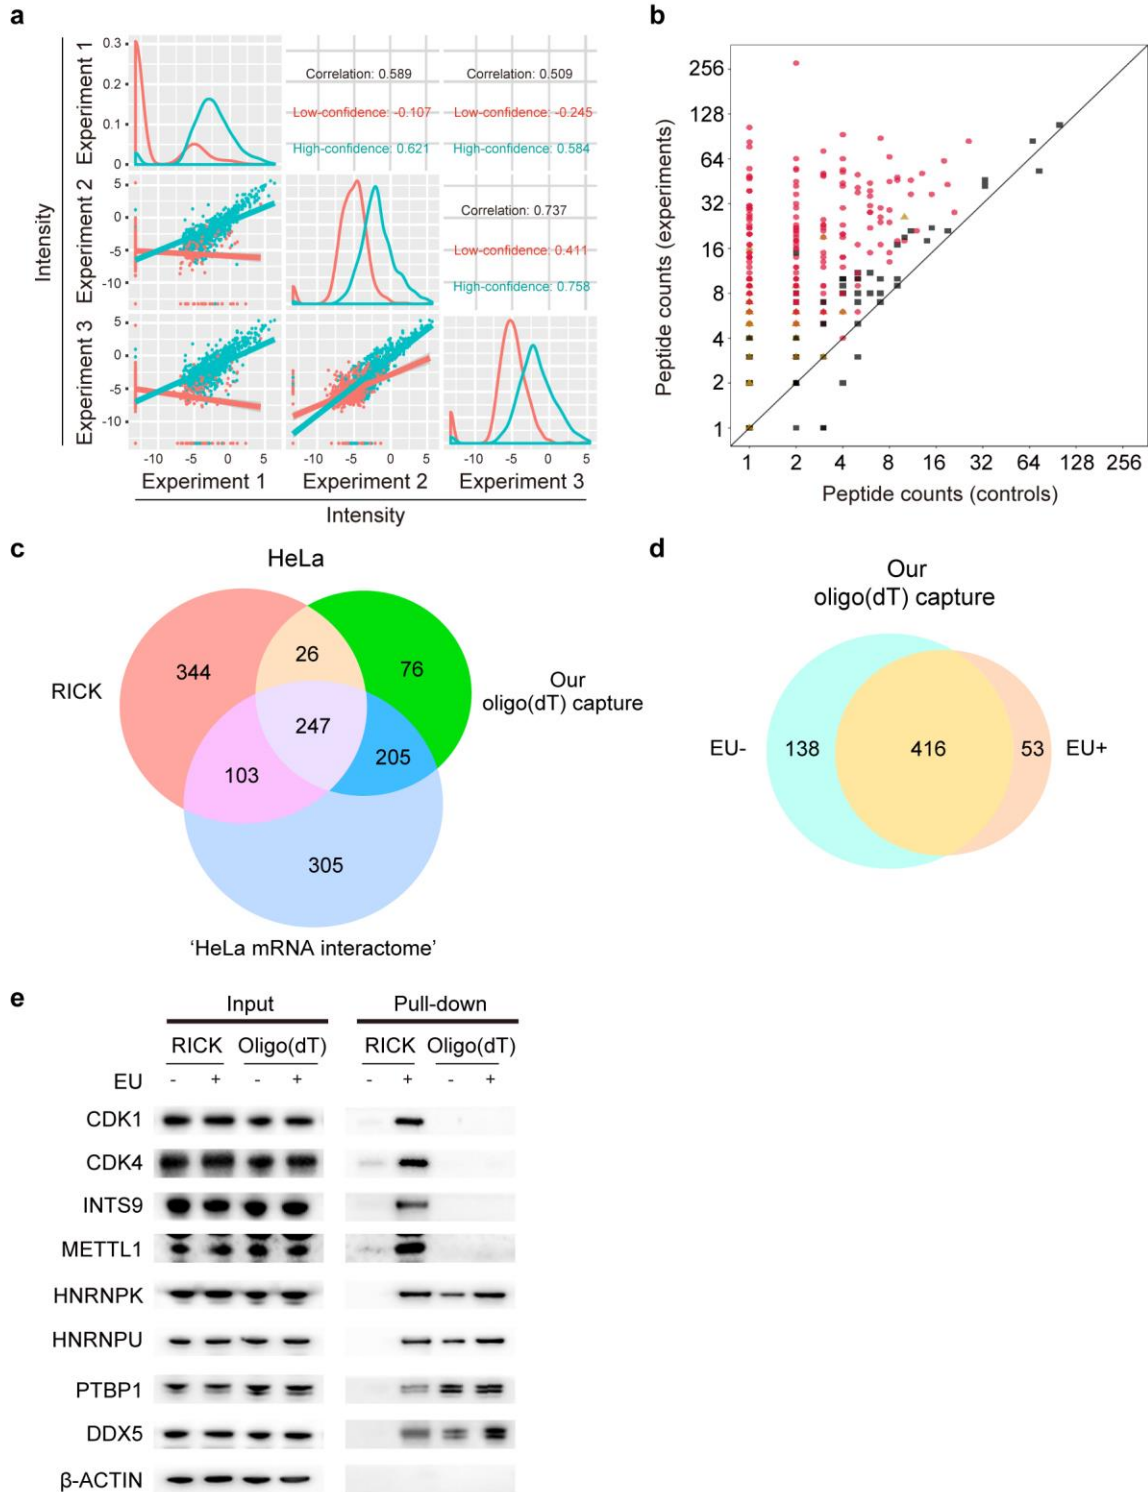 a
Experiment 1
Experiment 2
Experiment 3
Intensity
0.3
0.2
0.1
0
5
0
-5
-10
5
0
-5
-10
Correlation: 0.589
Low-confidence: -0.107
High-confidence: 0.621
Correlation: 0.509
Low-confidence: -0.245
High-confidence: 0.584
Correlation: 0.737
Low-confidence: 0.411
High-confidence: 0.758
-10 -5 0 5 -10 -5 0 5 -10 -5 0 5
Experiment 1 Experiment 2 Experiment 3
Intensity
b
Peptide counts (experiments)
256
128
64
32
16
8
4
2
1
1 2 4 8 16 32 64 128 256
Peptide counts (controls)
c
HeLa
RICK
344
26
76
Our
oligo(dT) capture
247
103
205
305
‘HeLa mRNA interactome’
d
Our
oligo(dT) capture
EU-
138
416
53
EU+
e
Input Pull-down
RICK Oligo(dT) RICK Oligo(dT)
EU - + - + - + - +
CDK1
CDK4
INTS9
METTL1
HNRNPK
HNRNPU
PTBP1
DDX5
β-ACTIN